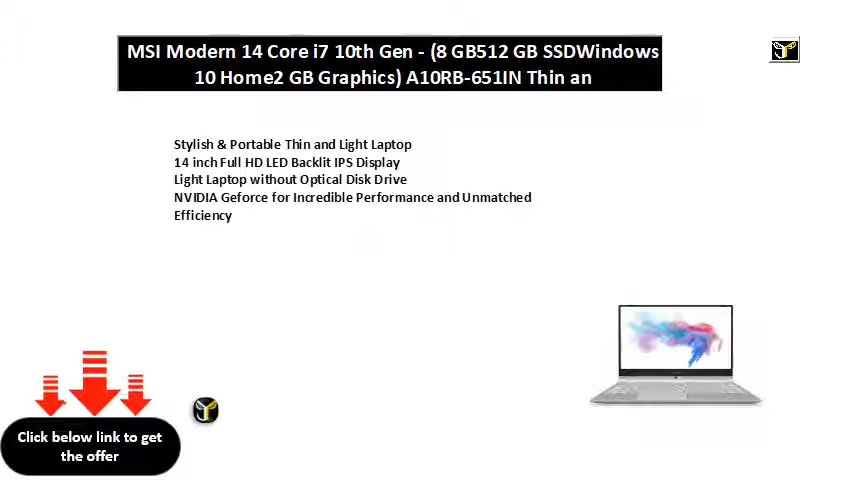 MSI Modern 14 Core i7 10th Gen - (8 GB512 GB SSDWindows
10 Home2 GB Graphics) A10RB-651IN Thin an
Stylish & Portable Thin and Light Laptop
14 inch Full HD LED Backlit IPS Display
Light Laptop without Optical Disk Drive
NVIDIA Geforce for Incredible Performance and Unmatched
Efficiency
Click below link to get
the offer